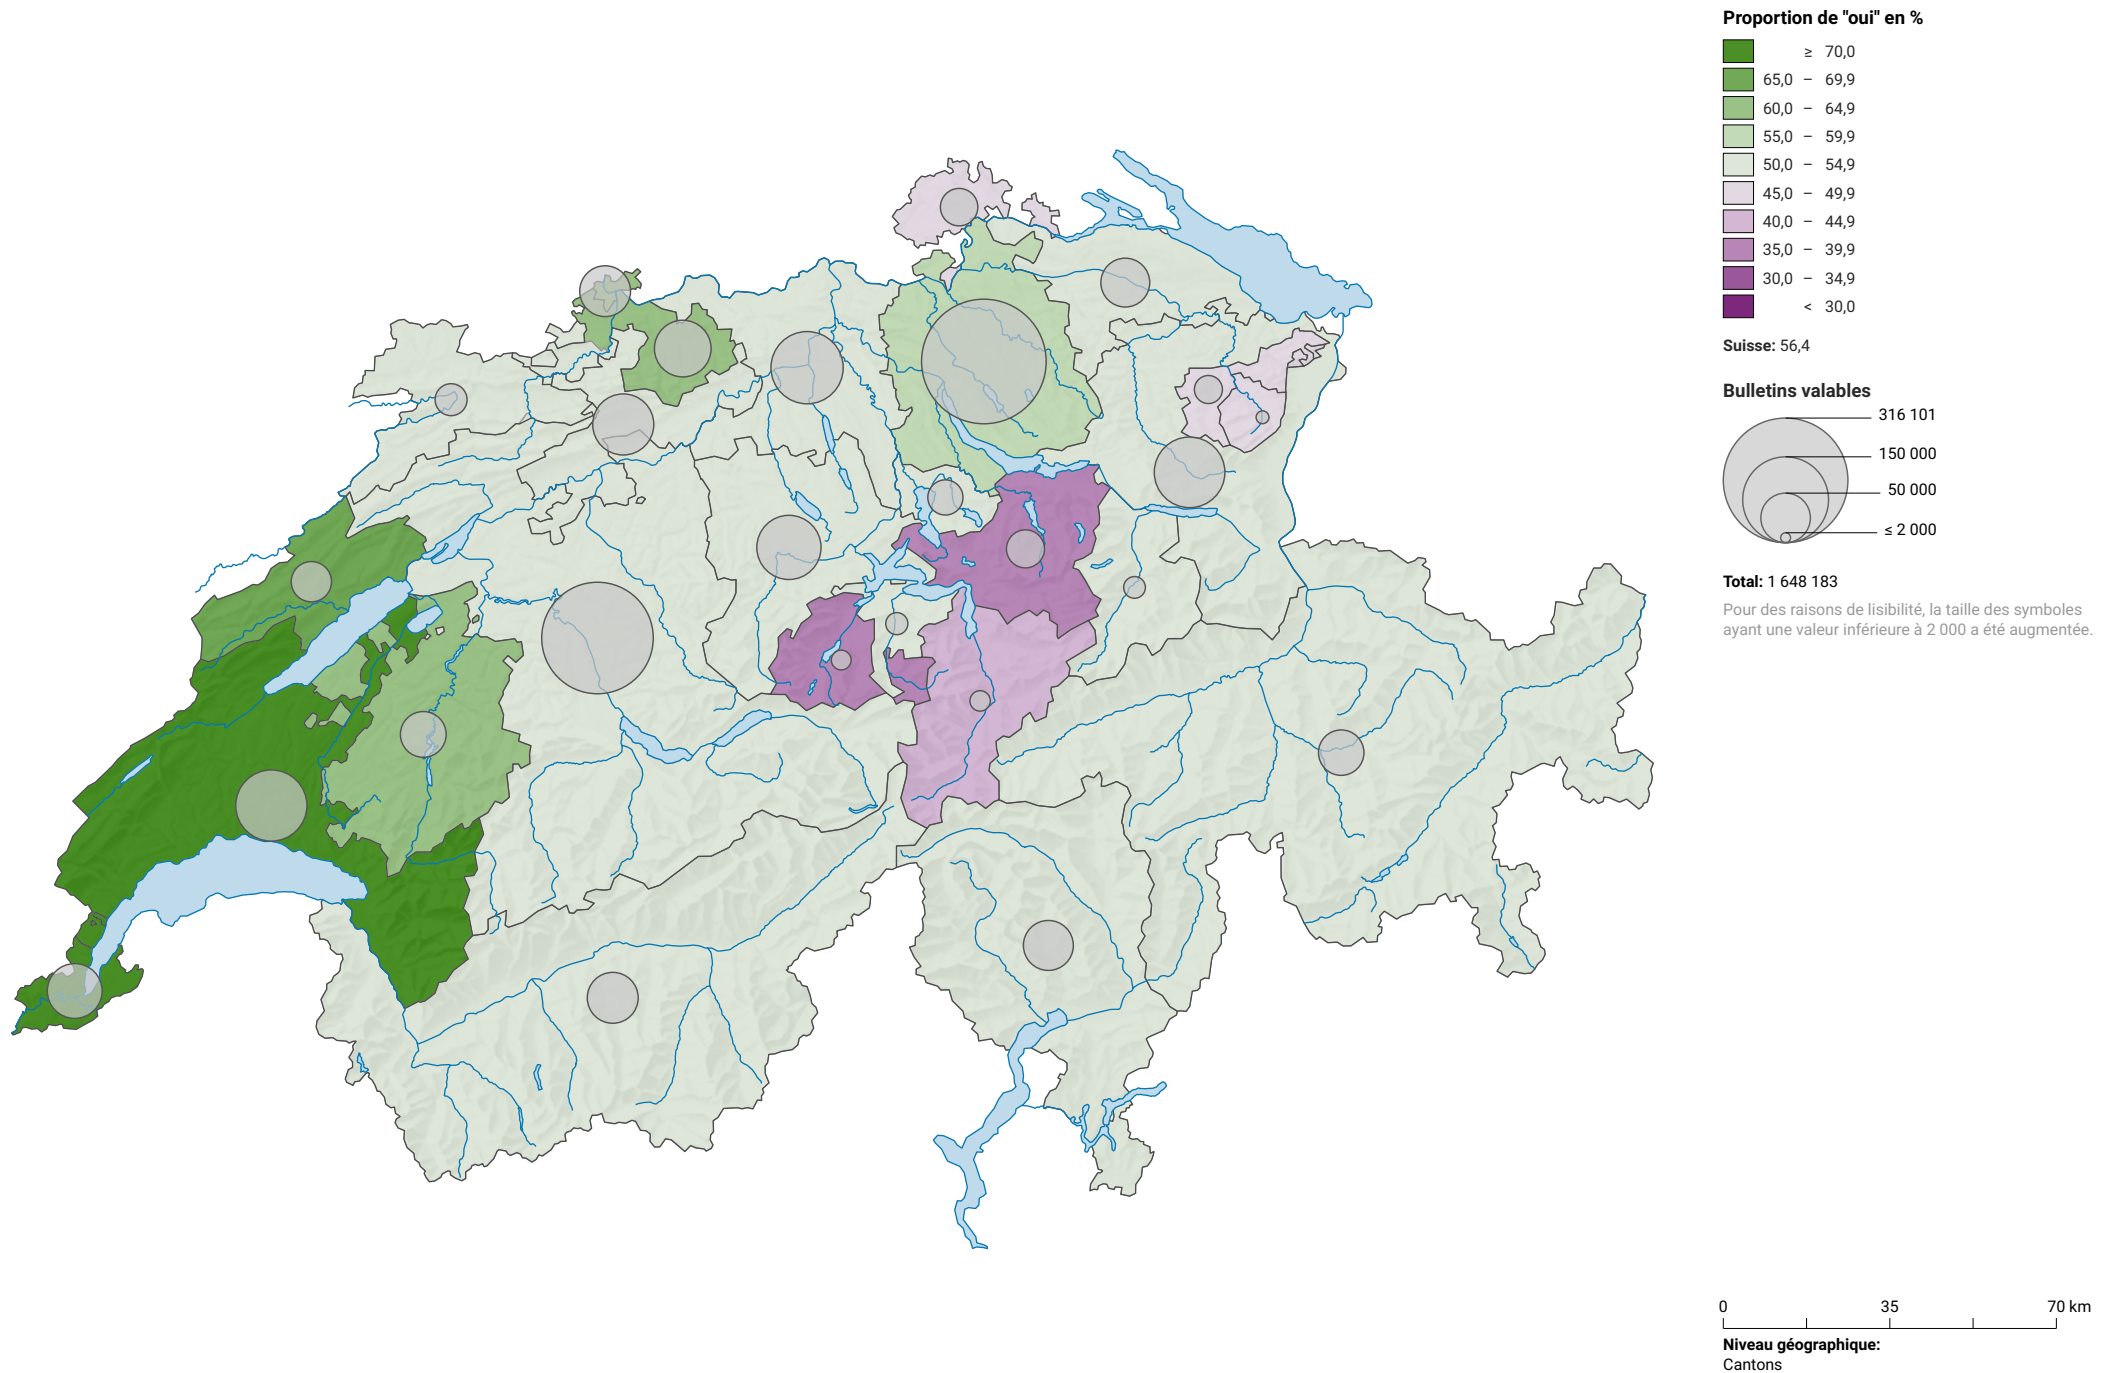 Proportion de "oui" en %
≥ 70,0
65,0 – 69,9
60,0 – 64,9
55,0 – 59,9
50,0 – 54,9
45,0 – 49,9
40,0 – 44,9
35,0 – 39,9
30,0 – 34,9
< 30,0
Suisse: 56,4
Bulletins valables
316 101
150 000
50 000
≤ 2 000
Total: 1 648 183
Pour des raisons de lisibilité, la taille des symboles
ayant une valeur inférieure à 2 000 a été augmentée.
0 35 70 km
Niveau géographique:
Cantons